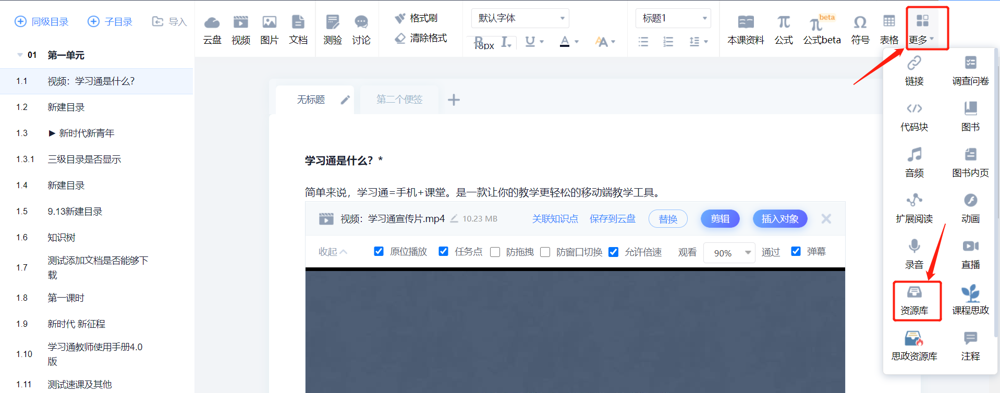 同级目录 子目录 导入
01 第一单元
1.1 视频：学习通是什么？
1.2 新建目录
1.3 ▶ 新时代新青年
1.3.1 三级目录是否显示
1.4 新建目录
1.5 9.13新建目录
1.6 知识树
1.7 测试添加文档是否能够下
载
1.8 第一课时
1.9 新时代 新征程
1.10 学习通教师使用手册4.0
版
1.11 测试速课及其他
云盘 视频 图片 文档 测验 讨论
格式刷
清除格式
默认字体
16px
B I U A AA
标题1
本课资料 公式 公式beta 符号 表格 更多
beta
无标题 第二个便签
学习通是什么？*
简单来说，学习通=手机+课堂。是一款让你的教学更轻松的移动端教学工具。
视频：学习通宣传片.mp4 10.23 MB 关联知识点 保存到云盘 替换 剪辑 插入对象
收起 原位播放 任务点 防拖拽 防窗口切换 允许倍速 观看 90% 通过 弹幕
链接 调查问卷
代码块 图书
音频 图书内页
扩展阅读 动画
录音 直播
资源库 课程思政
思政资源库 注释